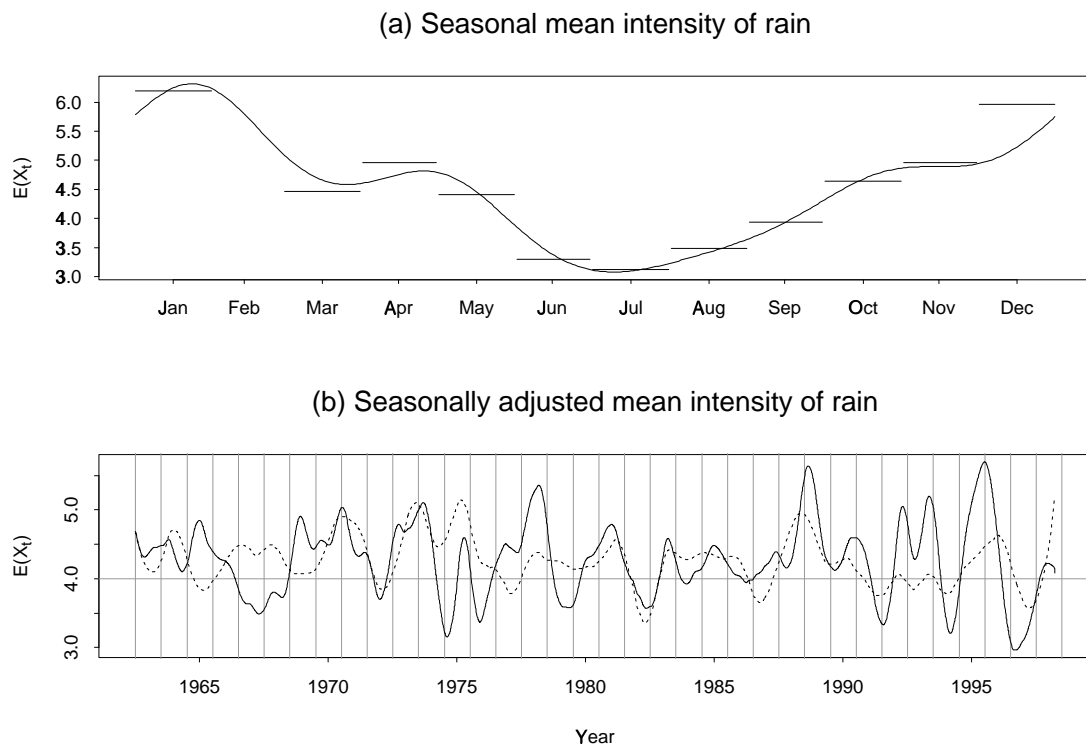 (a) Seasonal mean intensity of rain
E(Xt)
6.0
5.5
5.0
4.5
4.0
3.5
3.0
Jan Feb Mar Apr May Jun Jul Aug Sep Oct Nov Dec
(b) Seasonally adjusted mean intensity of rain
E(Xt)
5.0
4.0
3.0
1965 1970 1975 1980 1985 1990 1995
Year